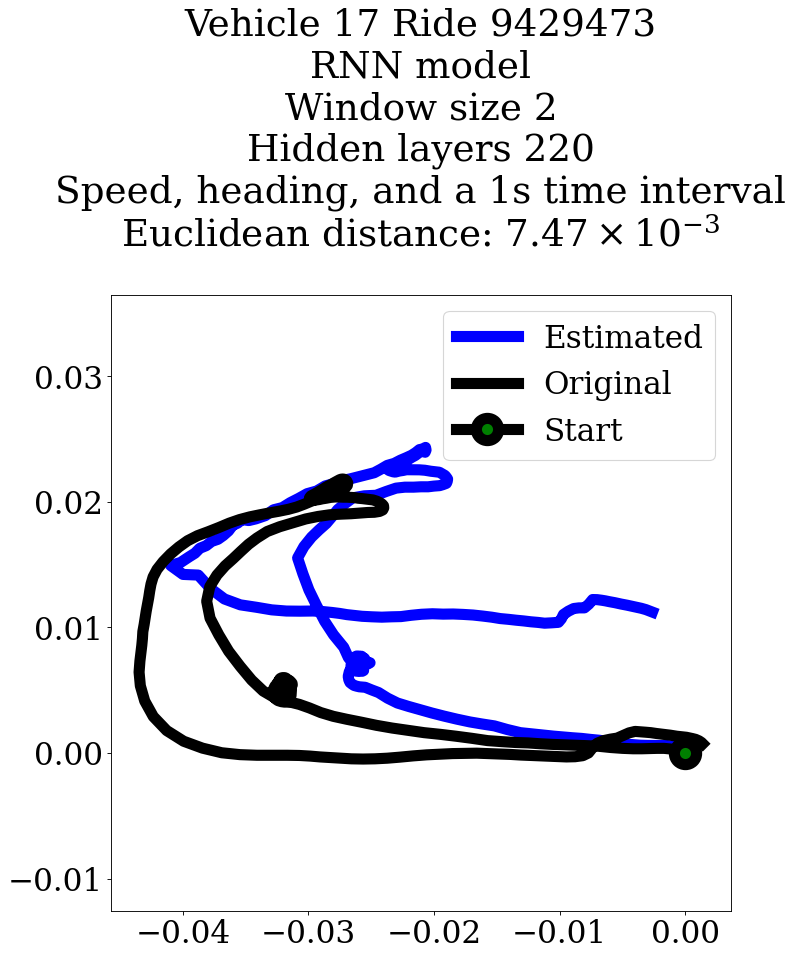 Vehicle 17 Ride 9429473
RNN model
Window size 2
Hidden layers 220
Speed, heading, and a 1s time interval
Euclidean distance: 7.47 × 10⁻³
Estimated
Original
Start
0.03
0.02
0.01
0.00
−0.01
−0.04 −0.03 −0.02 −0.01 0.00